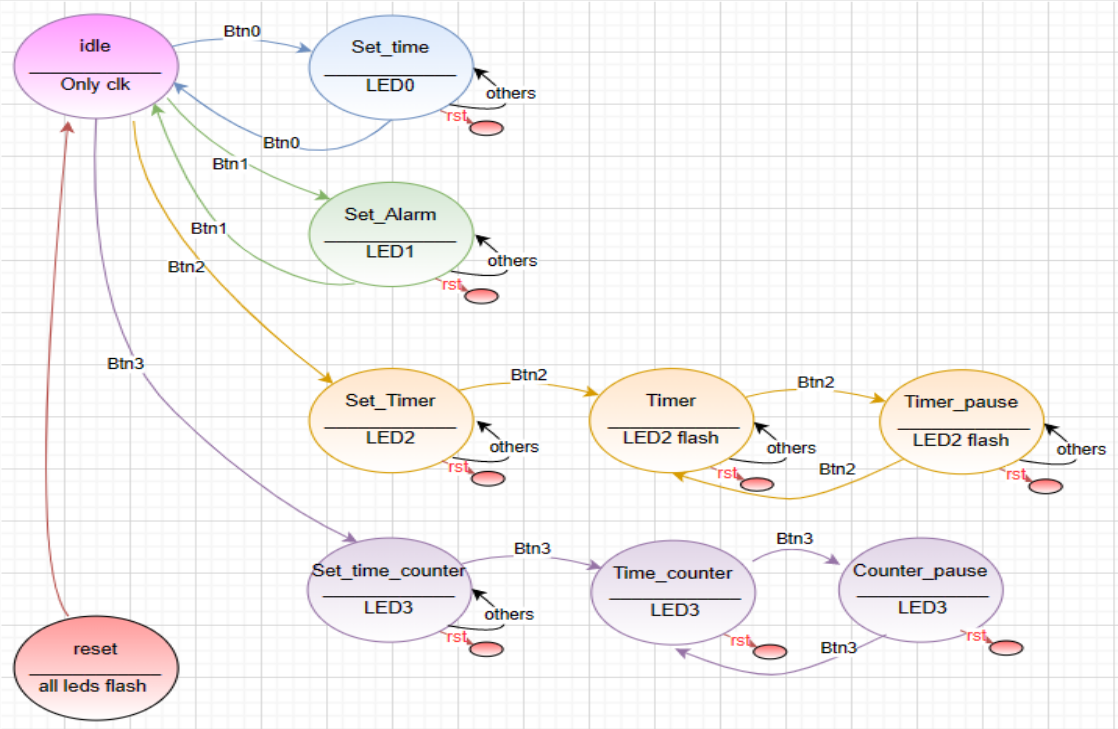 idle
Only clk
Btn0
Set_time
LED0
others
rst
Btn0
Btn1
Set_Alarm
LED1
others
rst
Btn1
Btn2
Btn3
Set_Timer
LED2
others
rst
Btn2
Timer
LED2 flash
others
rst
Btn2
Timer_pause
LED2 flash
others
rst
Btn2
Set_time_counter
LED3
others
rst
Btn3
Time_counter
LED3
rst
Btn3
Counter_pause
LED3
rst
Btn3
reset
all leds flash